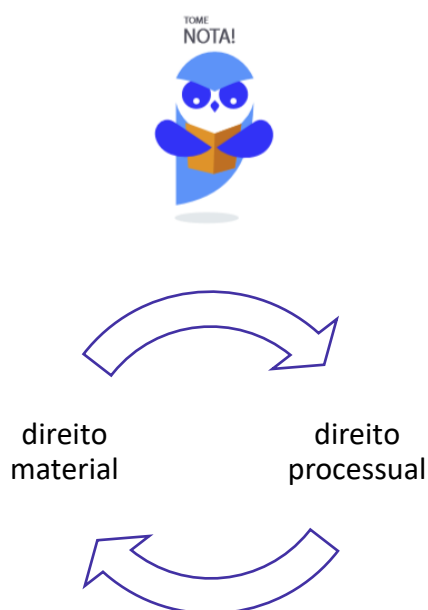 TOME
NOTA!
direito
material
direito
processual